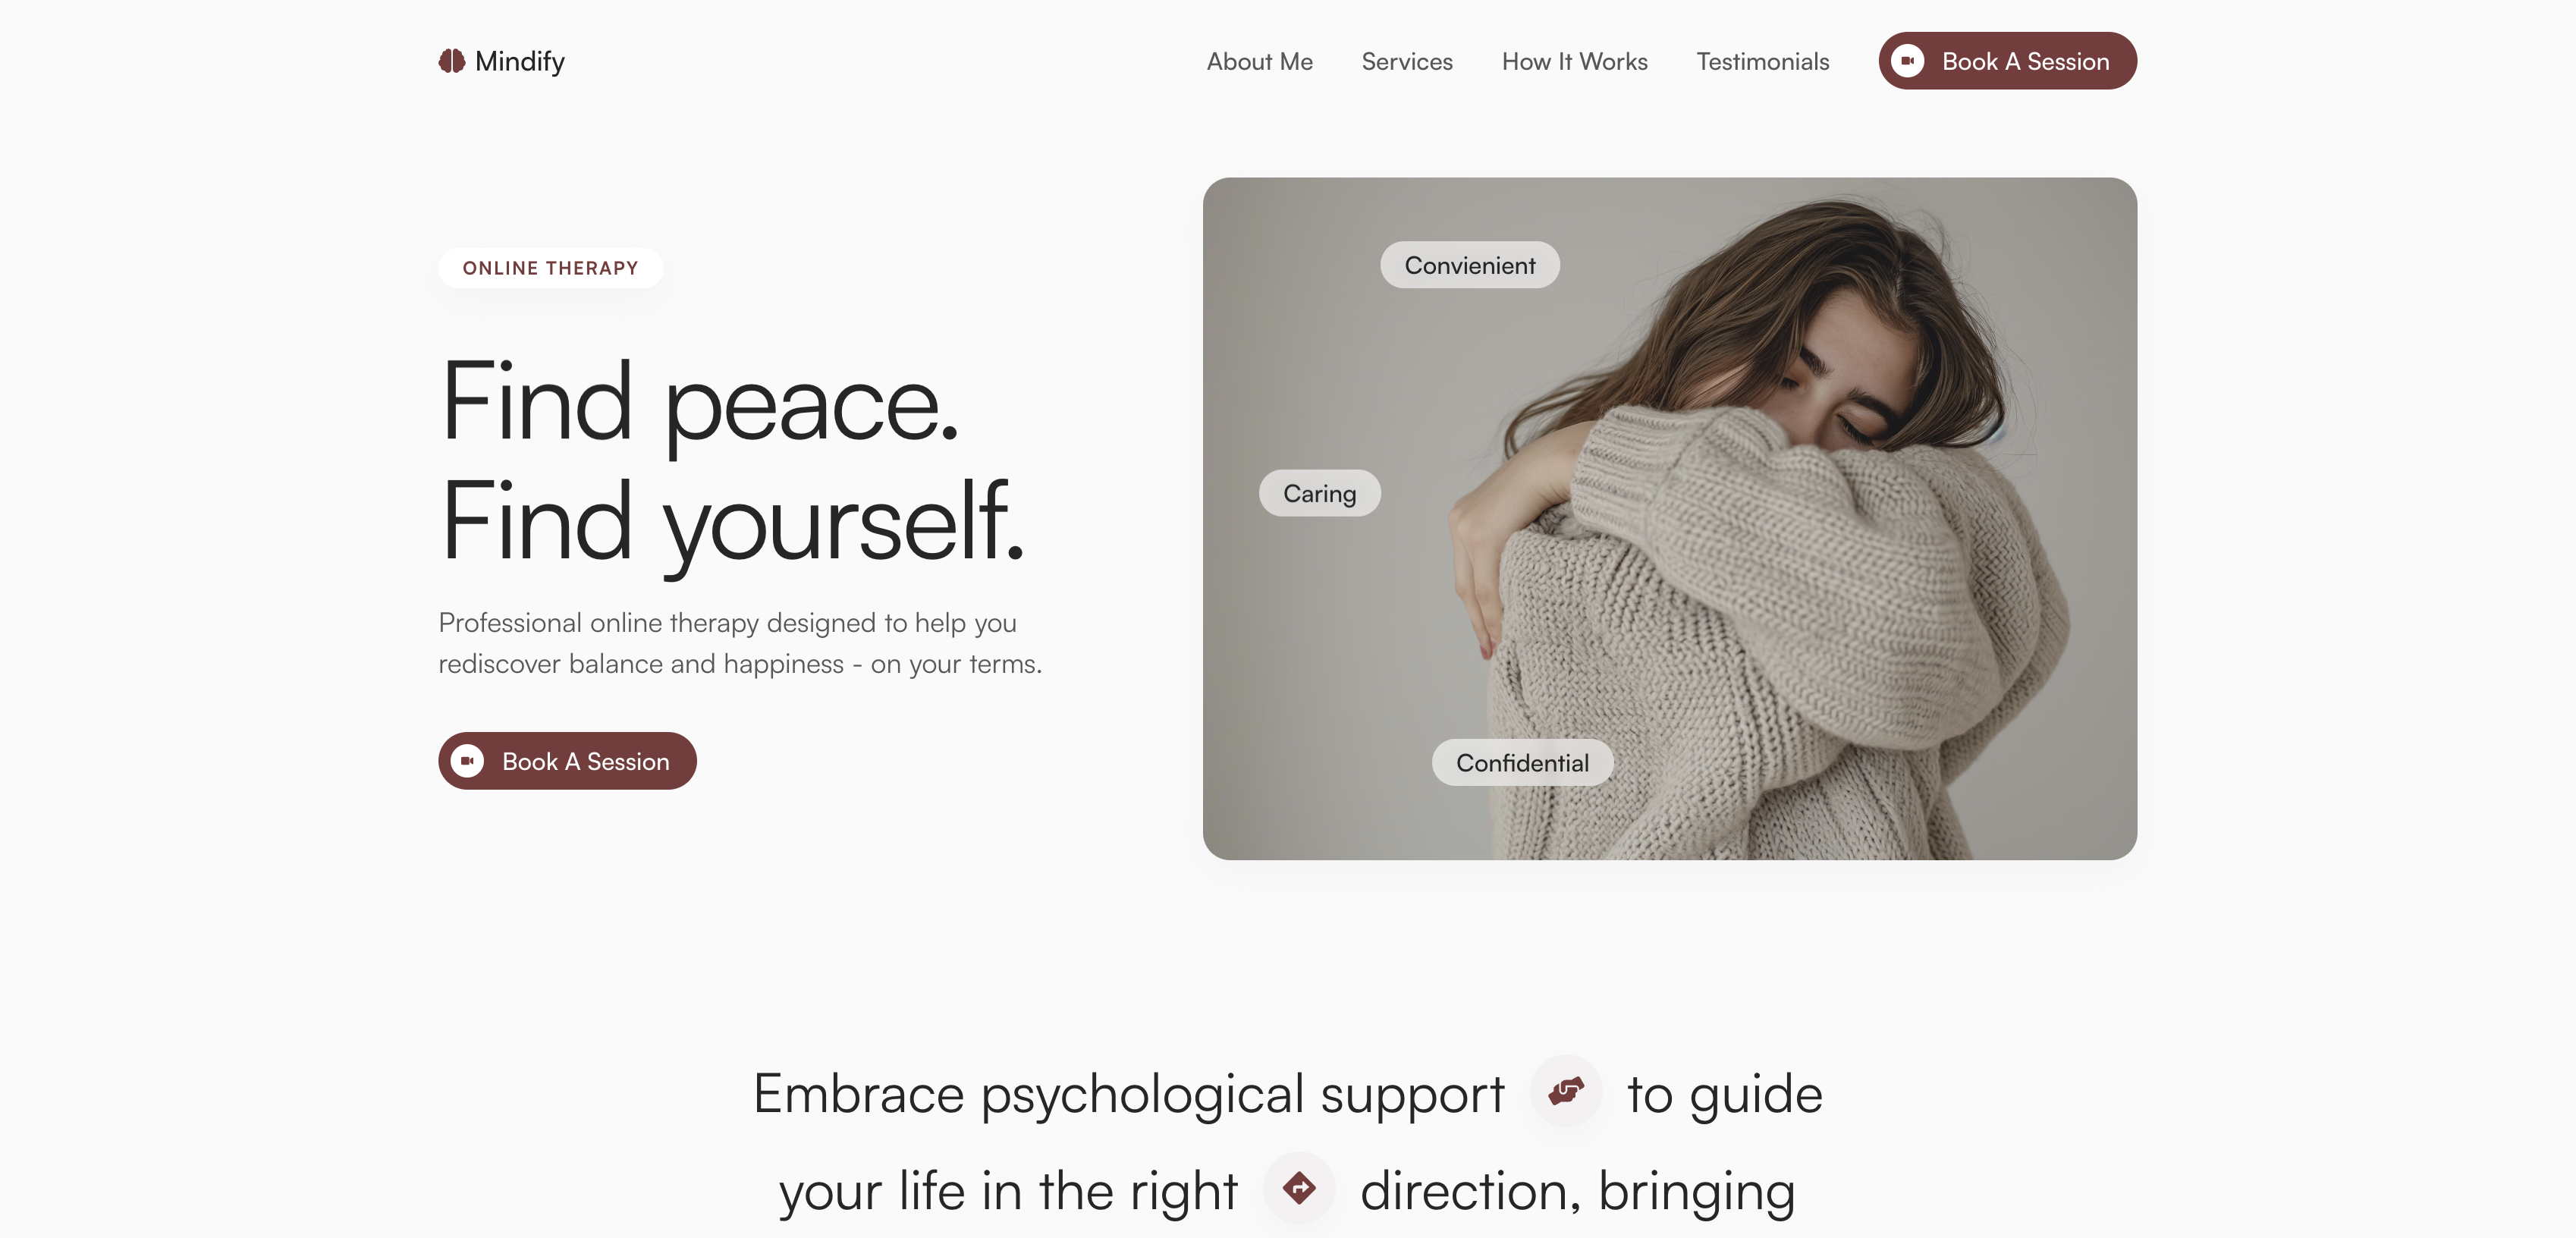 Mindify
About Me
Services
How It Works
Testimonials
Book A Session
ONLINE THERAPY
Find peace.
Find yourself.
Professional online therapy designed to help you
rediscover balance and happiness - on your terms.
Book A Session
Convienient
Caring
Confidential
Embrace psychological support to guide
your life in the right direction, bringing